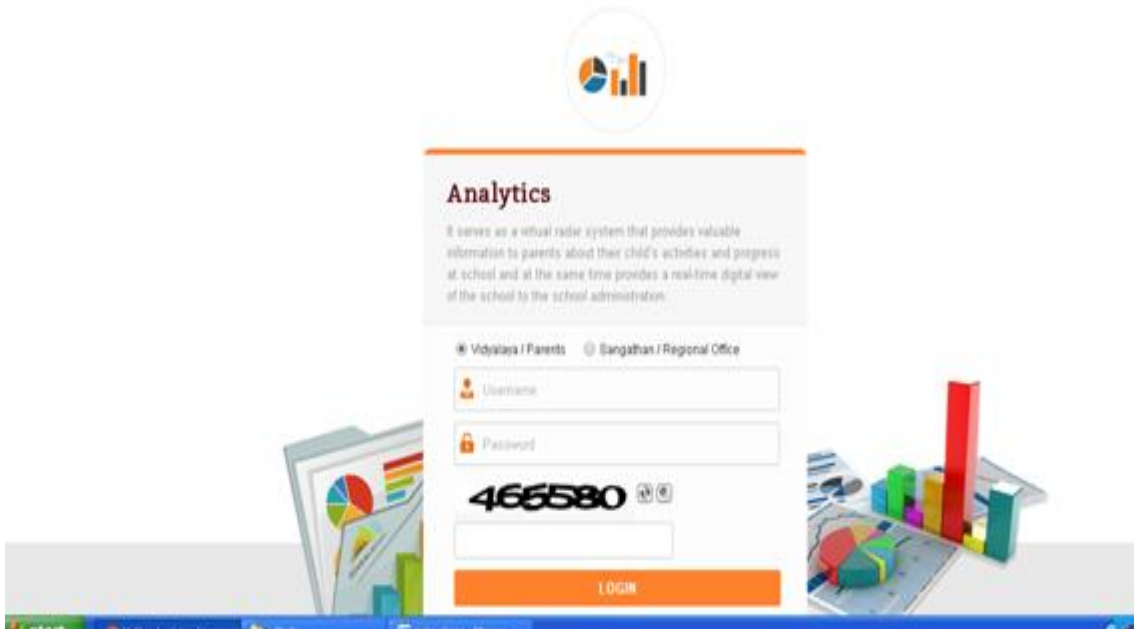 Analytics
It serves as a virtual radar system that provides valuable
information to parents about their child's activities and progress
at school and at the same time provides a real-time digital view
of the school to the school administration.
Vidyalaya / Parents Sangathan / Regional Office
Username
Password
465580
LOGIN
start